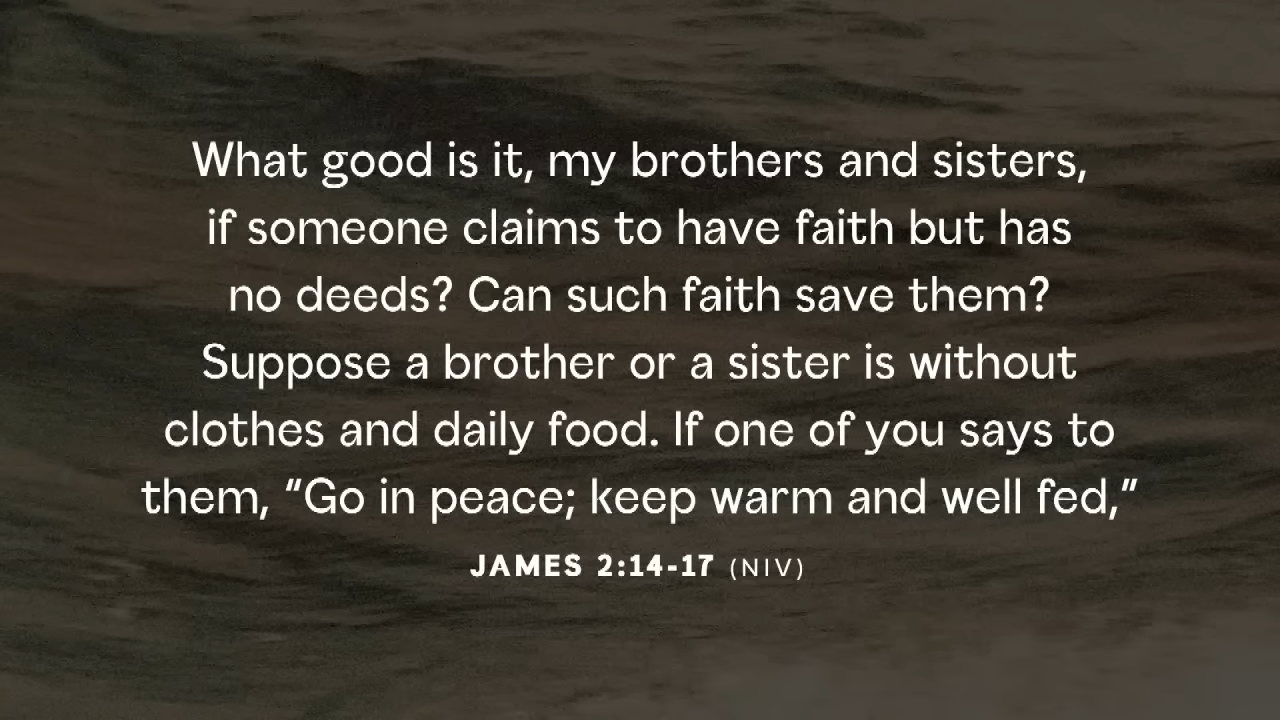 What good is it, my brothers and sisters,
if someone claims to have faith but has
no deeds? Can such faith save them?
Suppose a brother or a sister is without
clothes and daily food. If one of you says to
them, “Go in peace; keep warm and well fed,”
JAMES 2:14-17 (NIV)